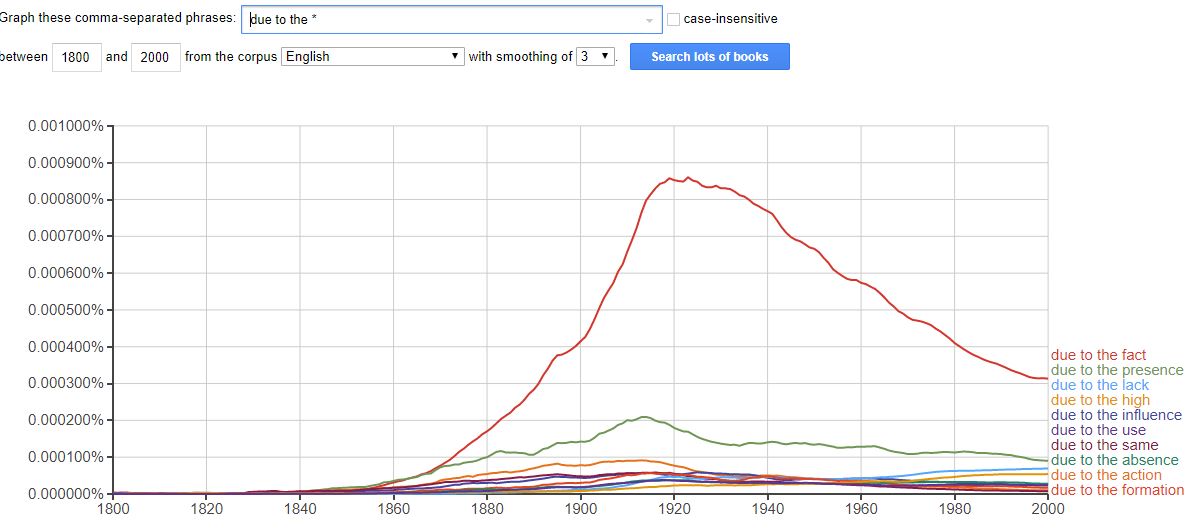 Graph these comma-separated phrases: due to the * case-insensitive
between 1800 and 2000 from the corpus English with smoothing of 3 . Search lots of books
0.001000%
0.000900%
0.000800%
0.000700%
0.000600%
0.000500%
0.000400%
0.000300%
0.000200%
0.000100%
0.000000%
due to the fact
due to the presence
due to the lack
due to the high
due to the influence
due to the use
due to the same
due to the absence
due to the action
due to the formation
1800 1820 1840 1860 1880 1900 1920 1940 1960 1980 2000